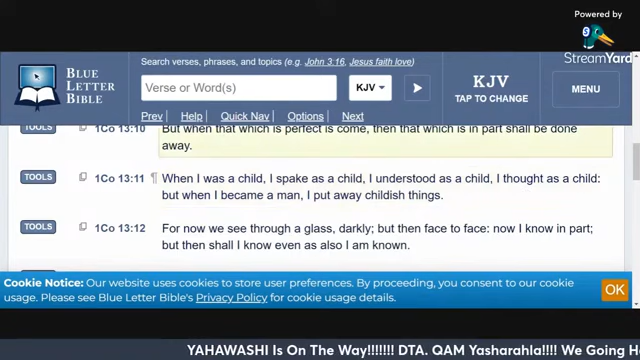 Powered by
S
StreamYard
Search verses, phrases, and topics (e.g. John 3:16, Jesus faith love)
BLUE
LETTER
BIBLE
Verse or Word(s)
KJV
KJV
TAP TO CHANGE
MENU
Prev | Help | Quick Nav | Options | Next
TOOLS 1Co 13:10 But when that which is perfect is come, then that which is in part shall be done
away.
TOOLS 1Co 13:11 ¶ When I was a child, I spake as a child, I understood as a child, I thought as a child:
but when I became a man, I put away childish things.
TOOLS 1Co 13:12 For now we see through a glass, darkly; but then face to face: now I know in part;
but then shall I know even as also I am known.
Cookie Notice: Our website uses cookies to store user preferences. By proceeding, you consent to our cookie
usage. Please see Blue Letter Bible's Privacy Policy for cookie usage details.
OK
YAHAWASHI Is On The Way!!!!!!! DTA. QAM Yasharahla!!!! We Going H